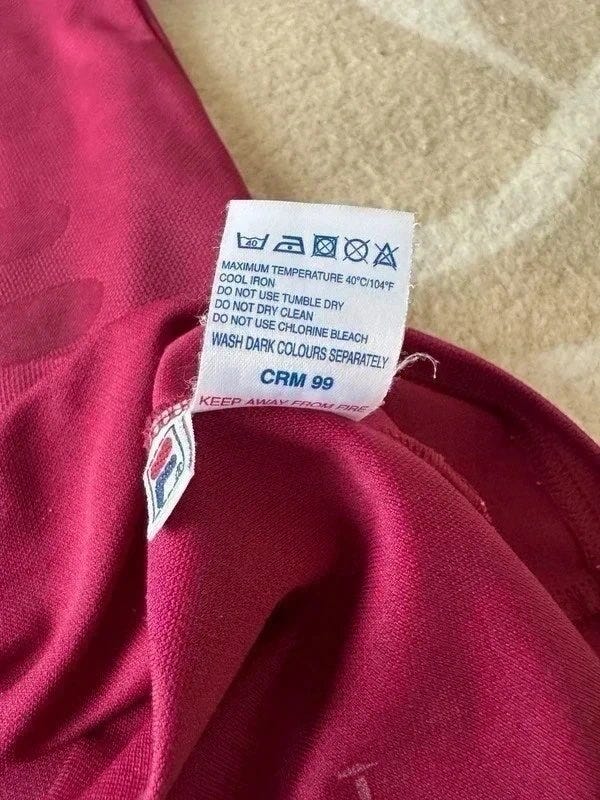 40
MAXIMUM TEMPERATURE 40°C/104°F
COOL IRON
DO NOT USE TUMBLE DRY
DO NOT DRY CLEAN
DO NOT USE CHLORINE BLEACH
WASH DARK COLOURS SEPARATELY
CRM 99
KEEP AWAY FROM FIRE